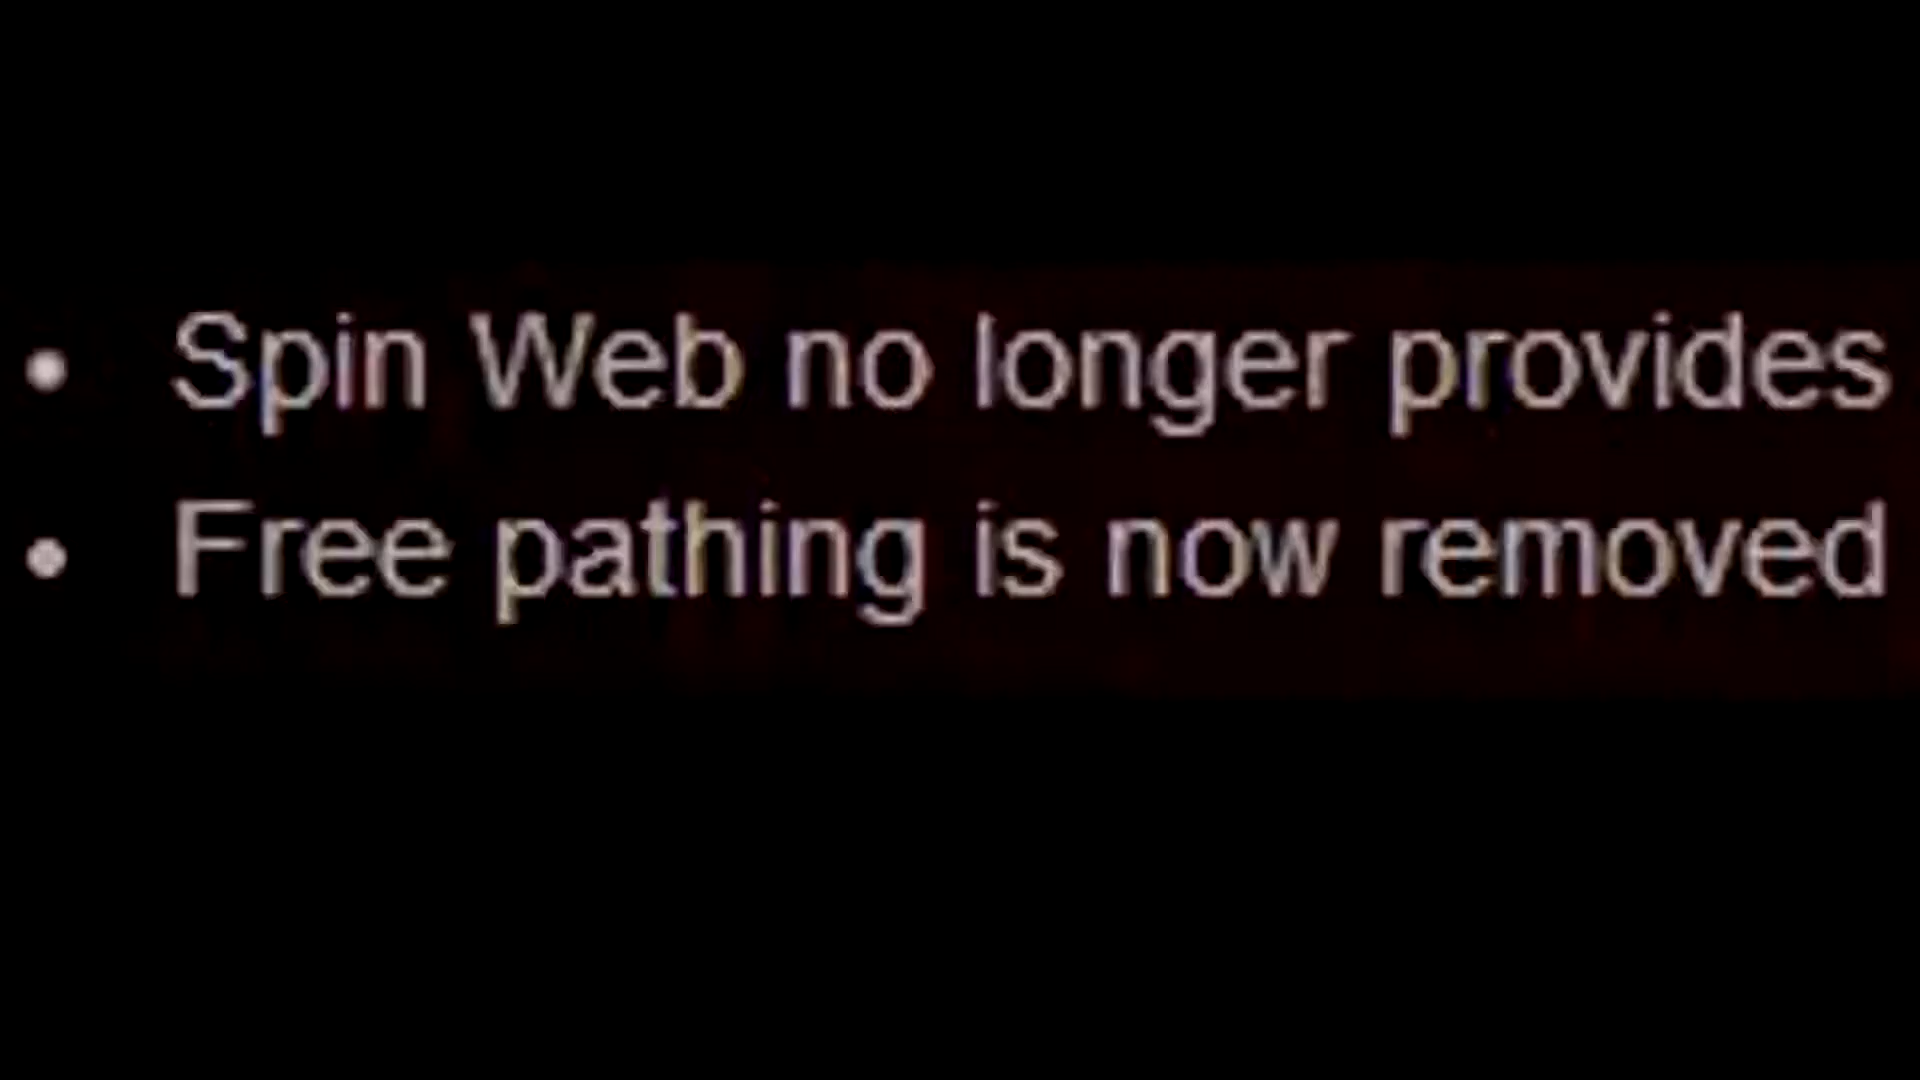 • Spin Web no longer provides
• Free pathing is now removed